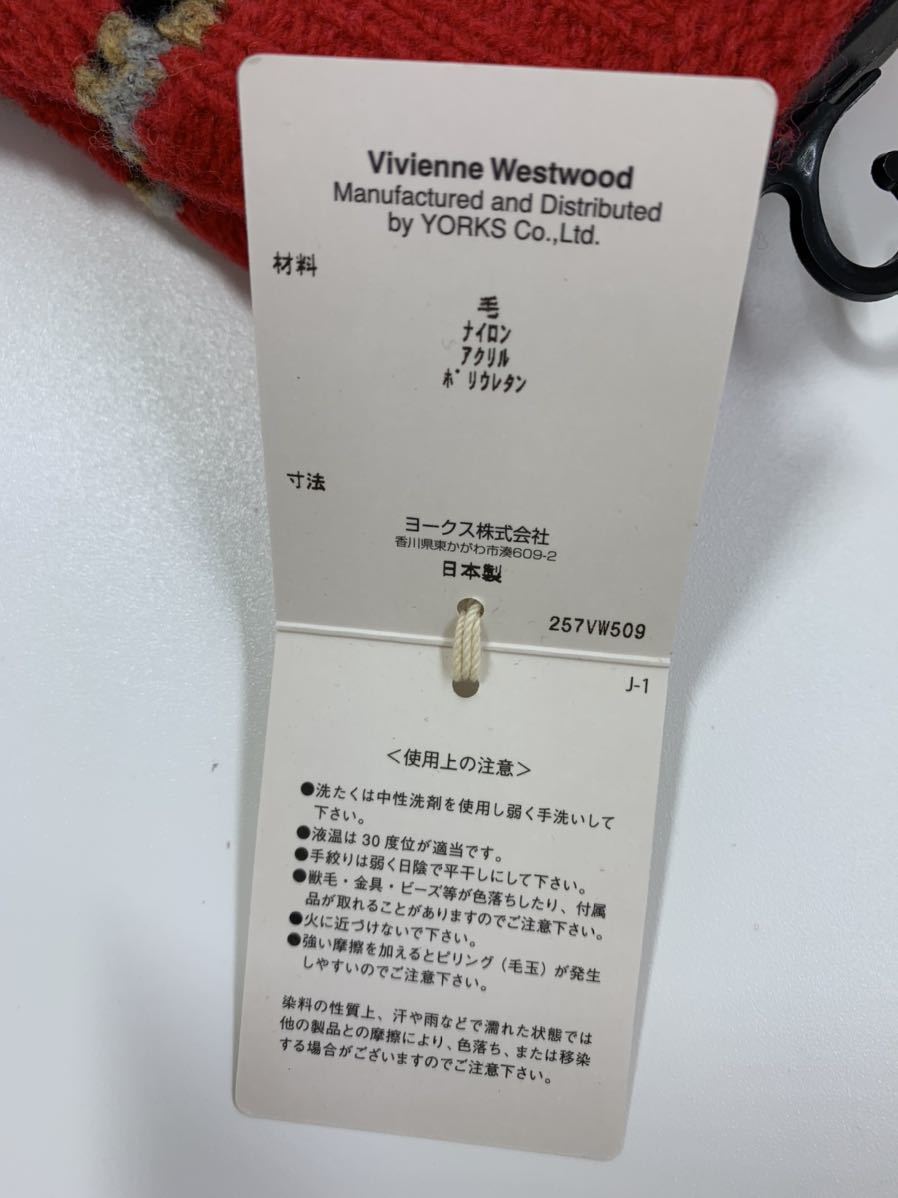 Vivienne Westwood
Manufactured and Distributed
by YORKS Co.,Ltd.
材料
毛
ナイロン
アクリル
ポリウレタン
寸法
ヨークス株式会社
香川県東かがわ市湊609-2
日本製
257VW509
J-1
<使用上の注意>
●洗たくは中性洗剤を使用し弱く手洗いして
下さい。
●液温は30度位が適当です。
●手絞りは弱く日陰で平干しにして下さい。
●獣毛・金具・ビーズ等が色落ちしたり、付属
品が取れることがありますのでご注意下さい。
●火に近づけないで下さい。
●強い摩擦を加えるとピリング（毛玉）が発生
しやすいのでご注意下さい。
染料の性質上、汗や雨などで濡れた状態では
他の製品との摩擦により、色落ち、または移染
する場合がございますのでご注意下さい。